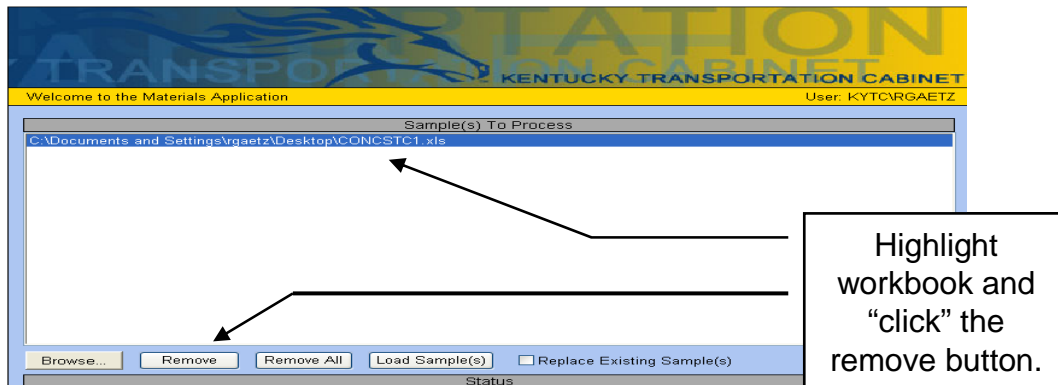 TRANSPORTATION
KENTUCKY TRANSPORTATION CABINET
Welcome to the Materials Application
User: KYTC\RGAETZ
Sample(s) To Process
C:\Documents and Settings\rgaetz\Desktop\CONCSTC1.xls
Highlight
workbook and
“click” the
remove button.
Browse...
Remove
Remove All
Load Sample(s)
Replace Existing Sample(s)
Status